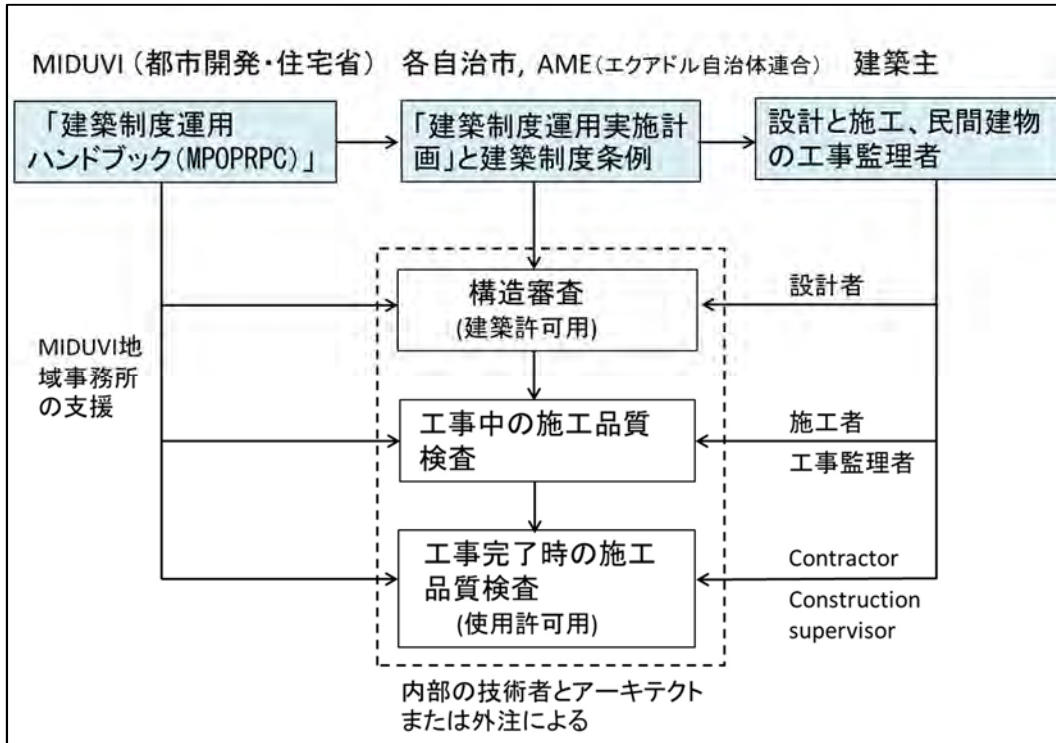 MIDUVI（都市開発・住宅省） 各自治市, AME（エクアドル自治体連合） 建築主
「建築制度運用
ハンドブック(MPOPRPC)」
「建築制度運用実施計
画」と建築制度条例
設計と施工、民間建物
の工事監理者
構造審査
(建築許可用)
設計者
MIDUVI地
域事務所
の支援
工事中の施工品質
検査
施工者
工事監理者
工事完了時の施工
品質検査
(使用許可用)
Contractor
Construction
supervisor
内部の技術者とアーキテクト
または外注による